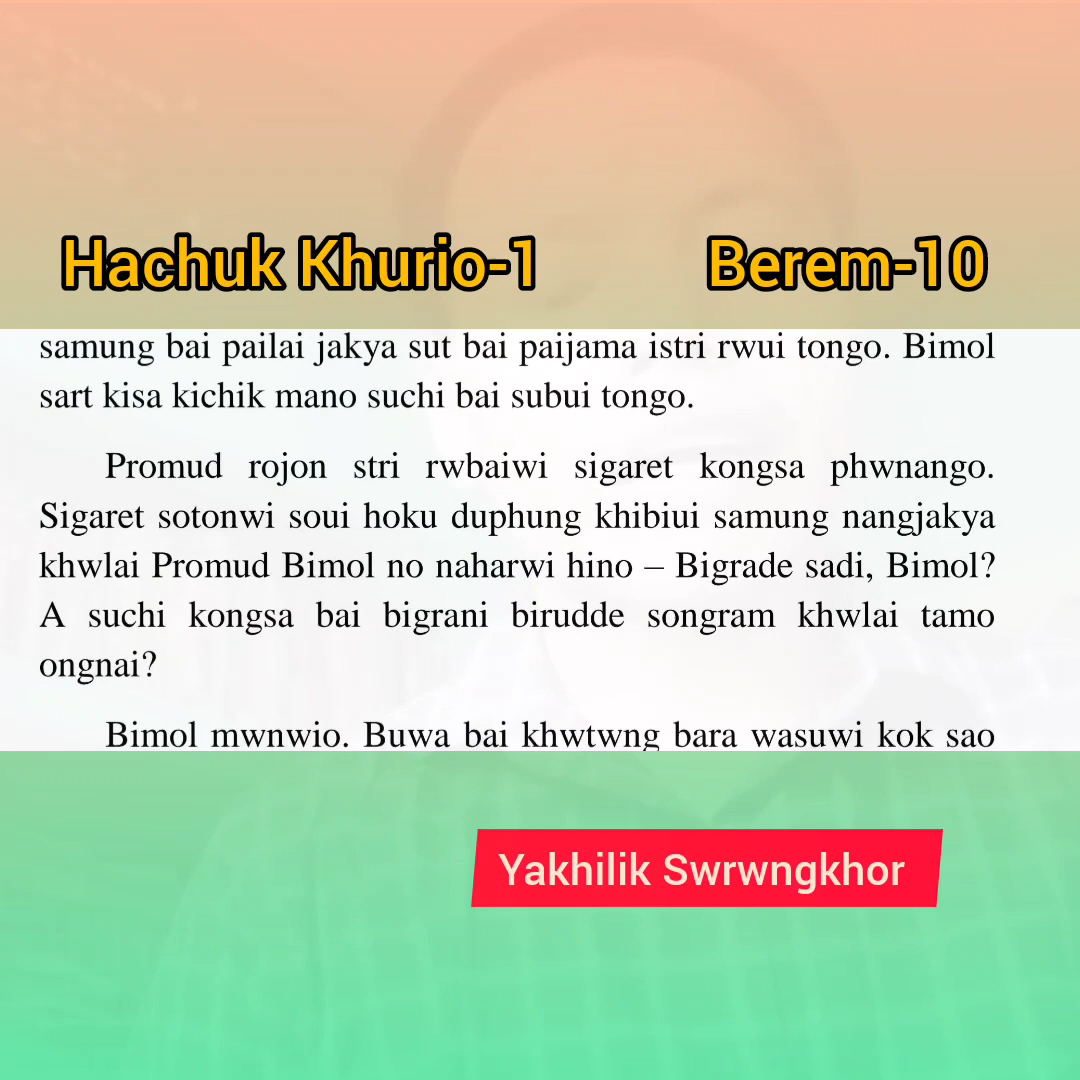 Hachuk Khurio-1 Berem-10
samung bai pailai jakya sut bai paijama istri rwui tongo. Bimol
sart kisa kichik mano suchi bai subui tongo.
Promud rojon stri rwbaiwi sigaret kongsa phwnango.
Sigaret sotonwi soui hoku duphung khibiui samung nangjakya
khwlai Promud Bimol no naharwi hino – Bigrade sadi, Bimol?
A suchi kongsa bai bigrani birudde songram khwlai tamo
ongnai?
Bimol mwnwio. Buwa bai khwtwng bara wasuwi kok sao
Yakhilik Swrwngkhor